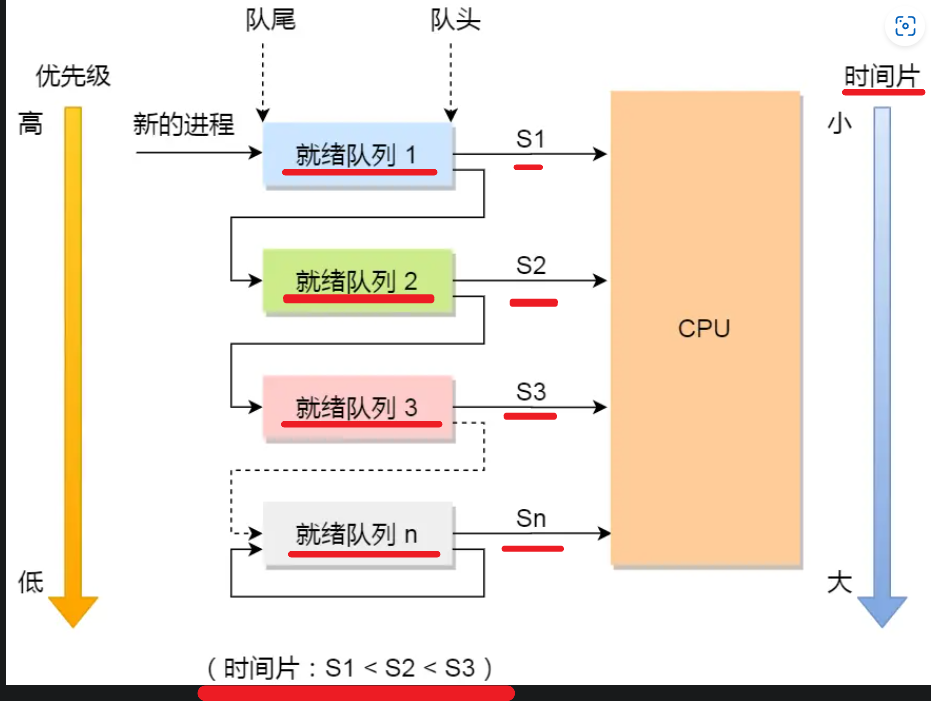 队尾
队头
优先级
时间片
高
新的进程
小
就绪队列 1
S1
就绪队列 2
S2
CPU
就绪队列 3
S3
就绪队列 n
Sn
低
大
（时间片：S1 < S2 < S3 ）